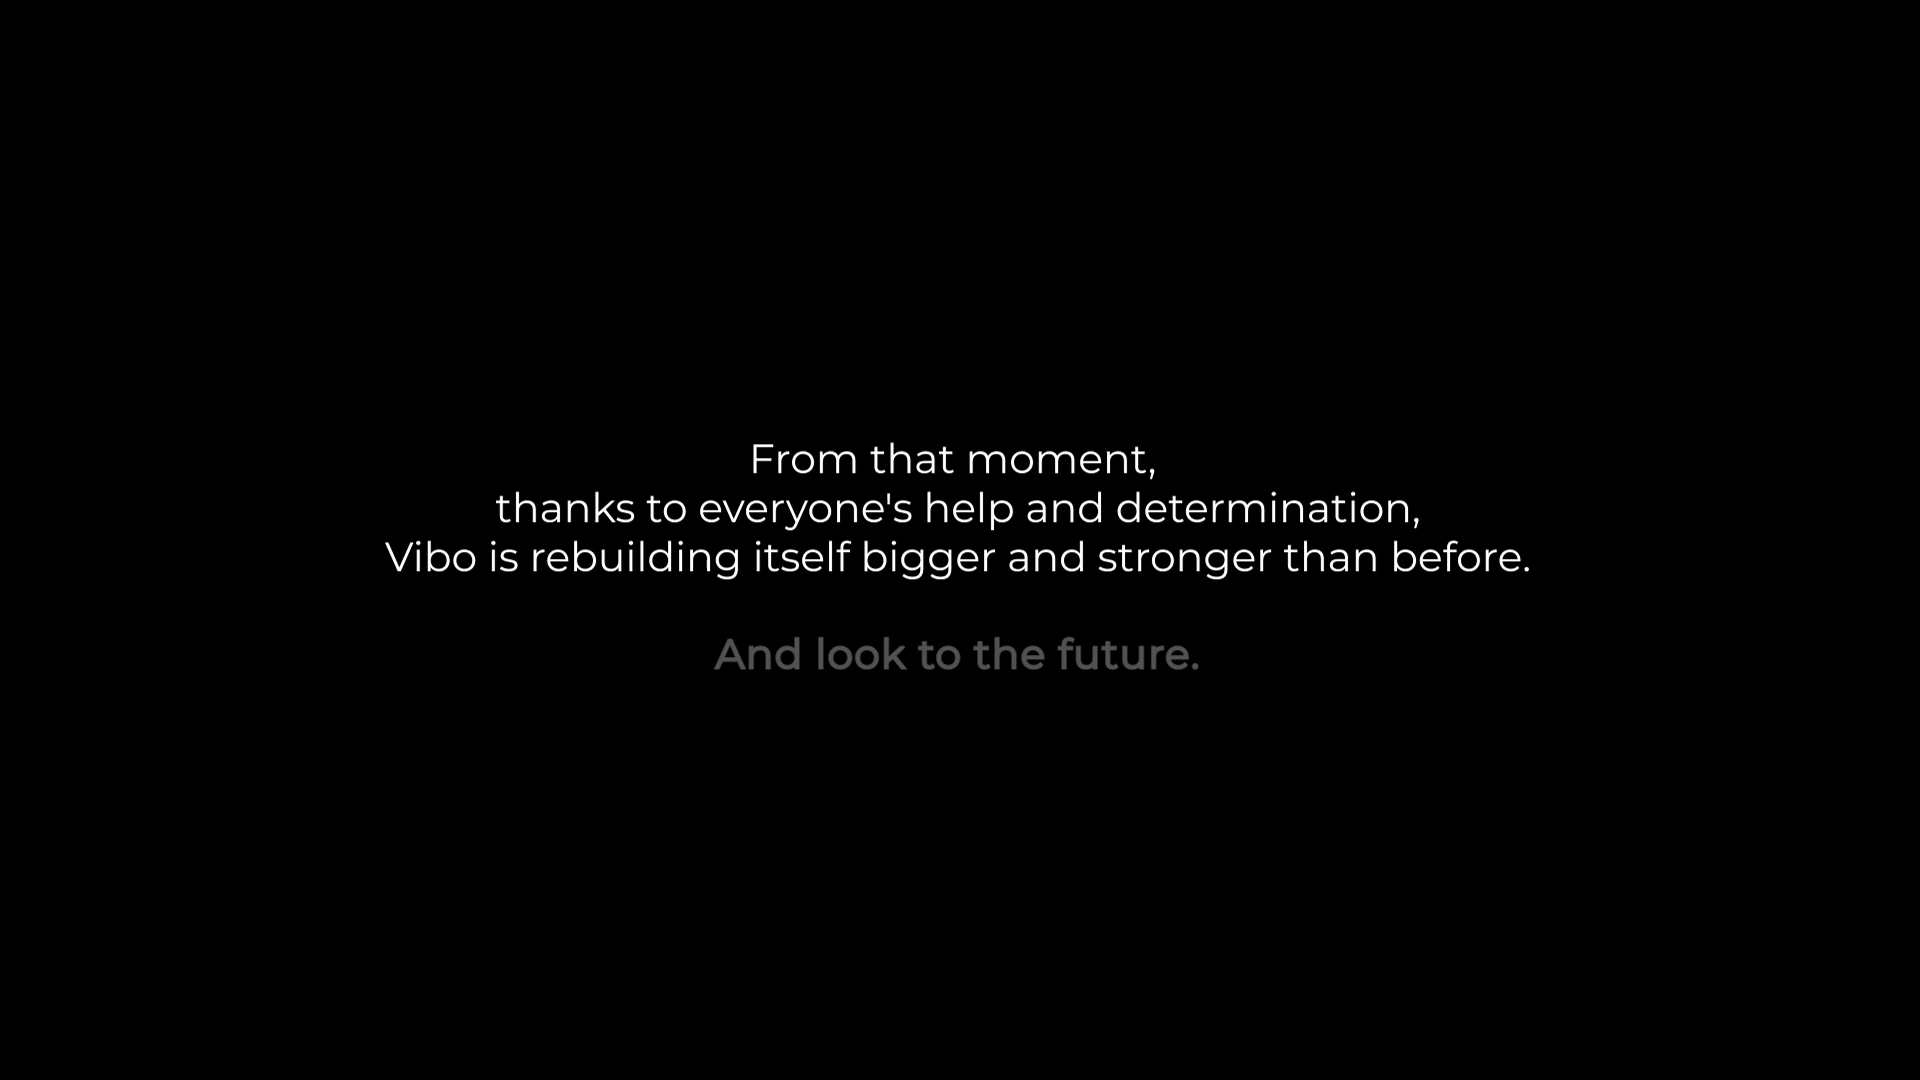 From that moment,
thanks to everyone's help and determination,
Vibo is rebuilding itself bigger and stronger than before.
And look to the future.